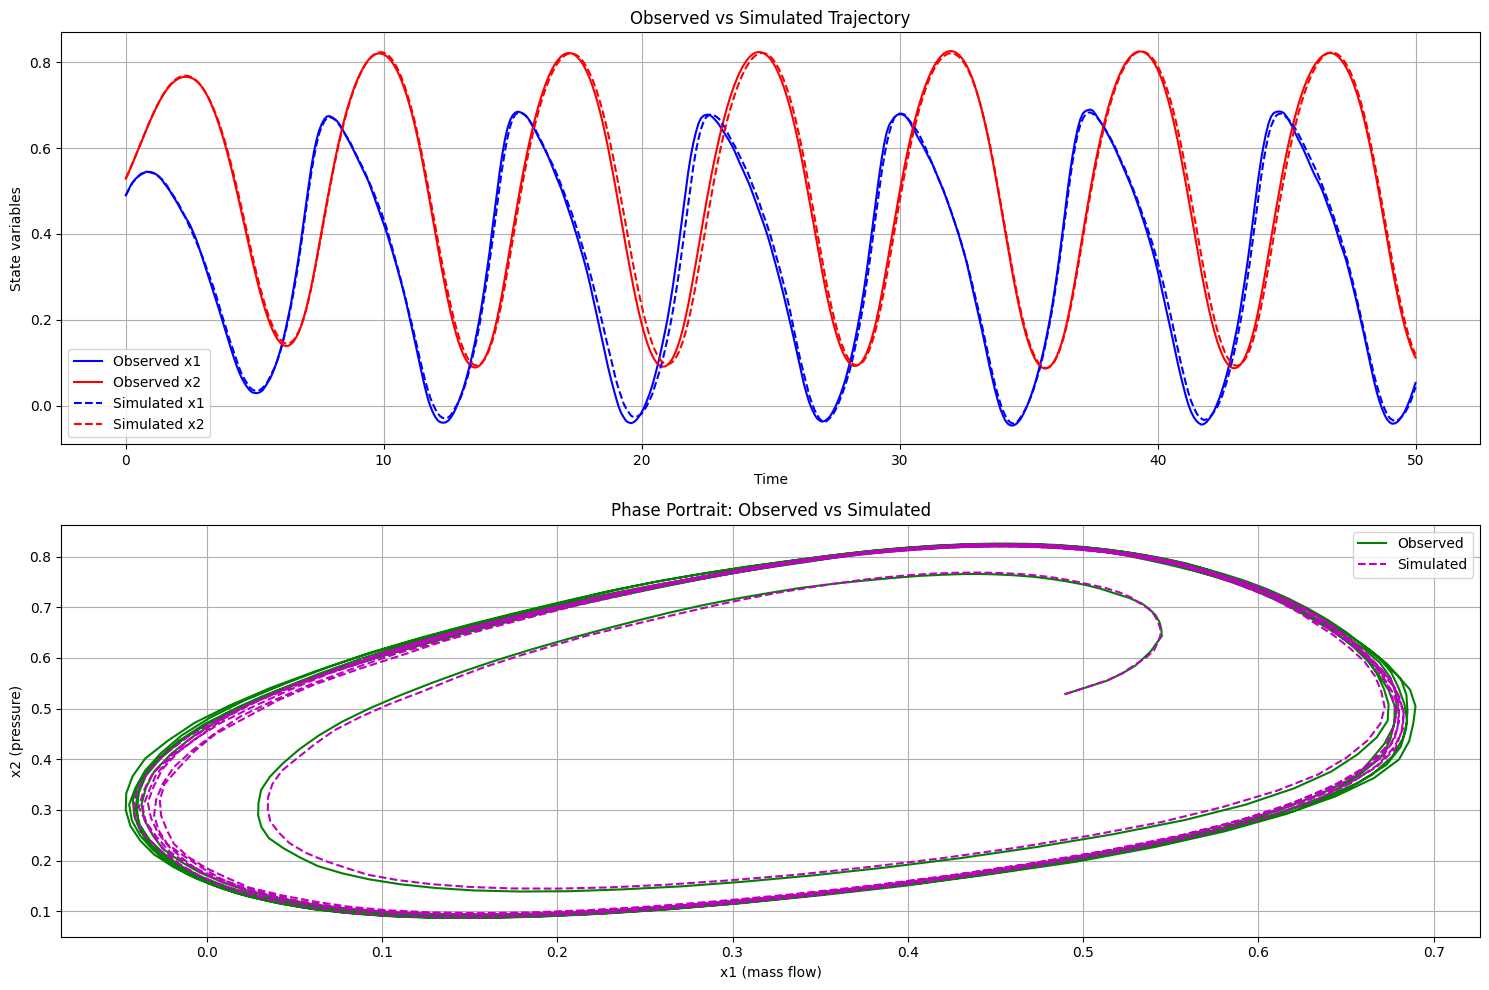 Observed vs Simulated Trajectory
State variables
0.8
0.6
0.4
0.2
0.0
Observed x1
Observed x2
Simulated x1
Simulated x2
0 10 20 30 40 50
Time
Phase Portrait: Observed vs Simulated
x2 (pressure)
0.8
0.7
0.6
0.5
0.4
0.3
0.2
0.1
Observed
Simulated
0.0 0.1 0.2 0.3 0.4 0.5 0.6 0.7
x1 (mass flow)